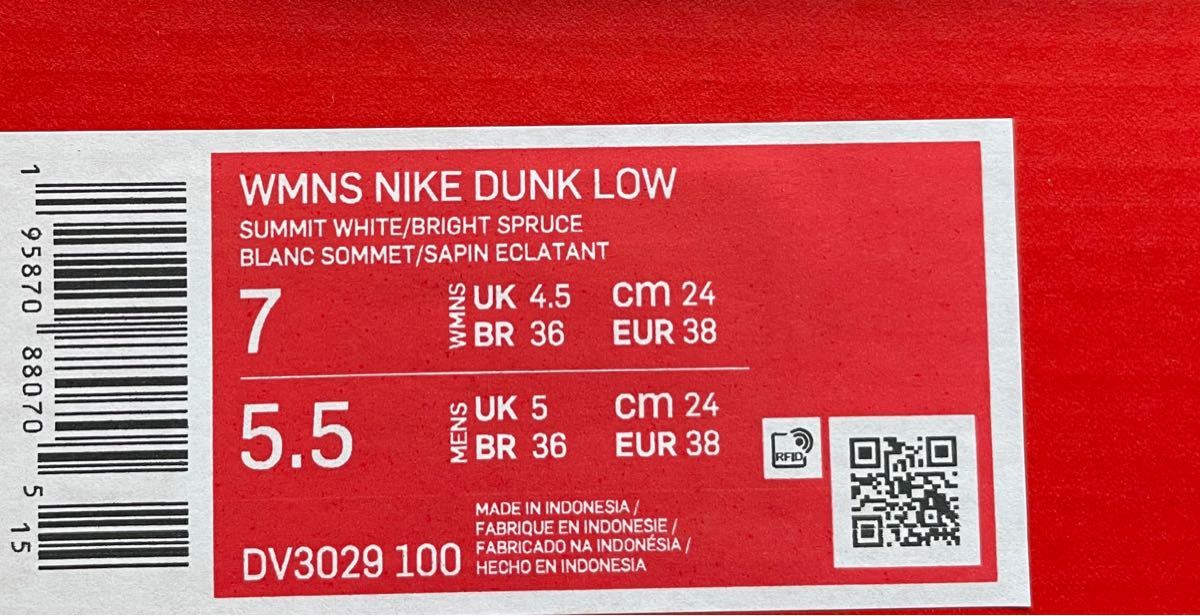 WMNS NIKE DUNK LOW
SUMMIT WHITE/BRIGHT SPRUCE
BLANC SOMMET/SAPIN ECLATANT
7 WMNS UK 4.5 cm 24
BR 36 EUR 38
5.5 MENS UK 5 cm 24
BR 36 EUR 38
MADE IN INDONESIA /
FABRIQUE EN INDONESIE /
FABRICADO NA INDONÉSIA /
HECHO EN INDONESIA
DV3029 100
RFID
1 95870 88070 5 15